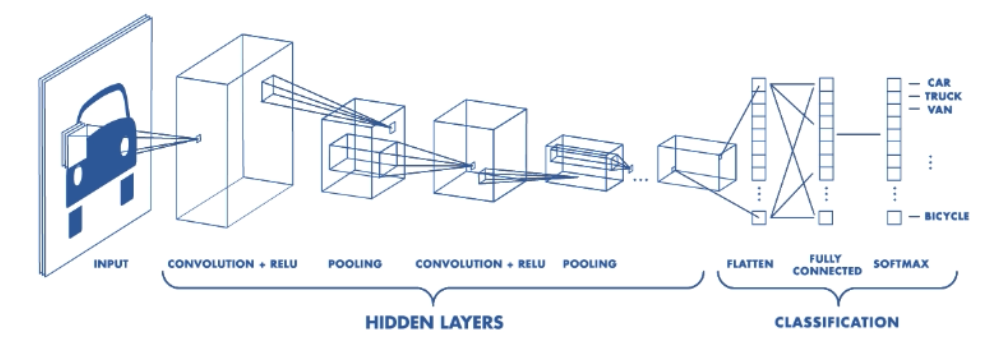 CAR
TRUCK
VAN
BICYCLE
INPUT
CONVOLUTION + RELU
POOLING
CONVOLUTION + RELU
POOLING
FLATTEN
FULLY
CONNECTED
SOFTMAX
HIDDEN LAYERS
CLASSIFICATION